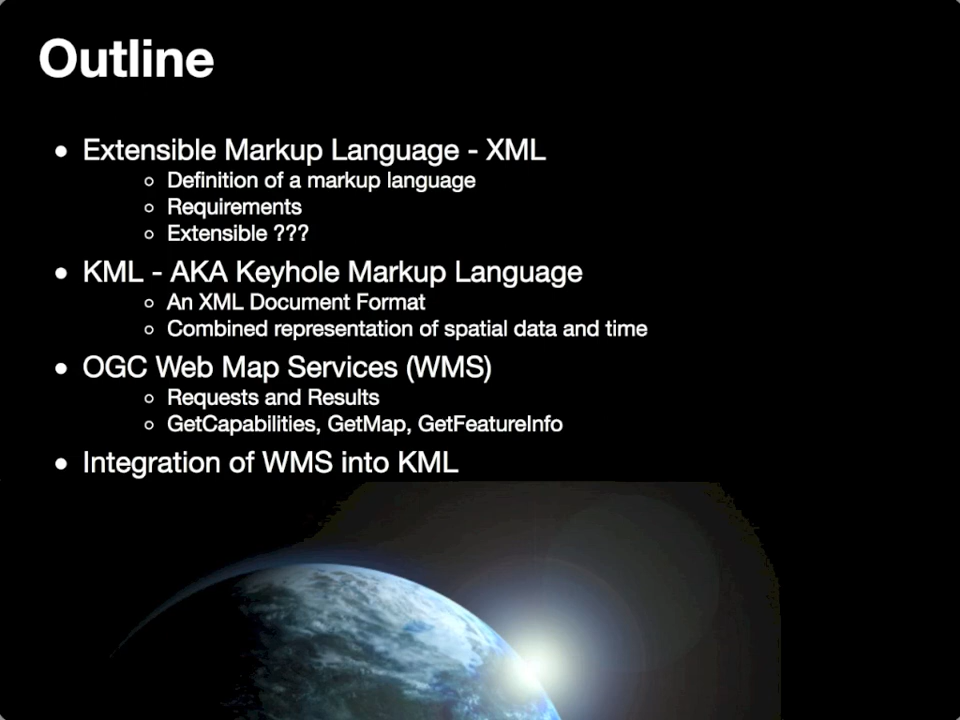 Outline
• Extensible Markup Language - XML
○ Definition of a markup language
○ Requirements
○ Extensible ???
• KML - AKA Keyhole Markup Language
○ An XML Document Format
○ Combined representation of spatial data and time
• OGC Web Map Services (WMS)
○ Requests and Results
○ GetCapabilities, GetMap, GetFeatureInfo
• Integration of WMS into KML